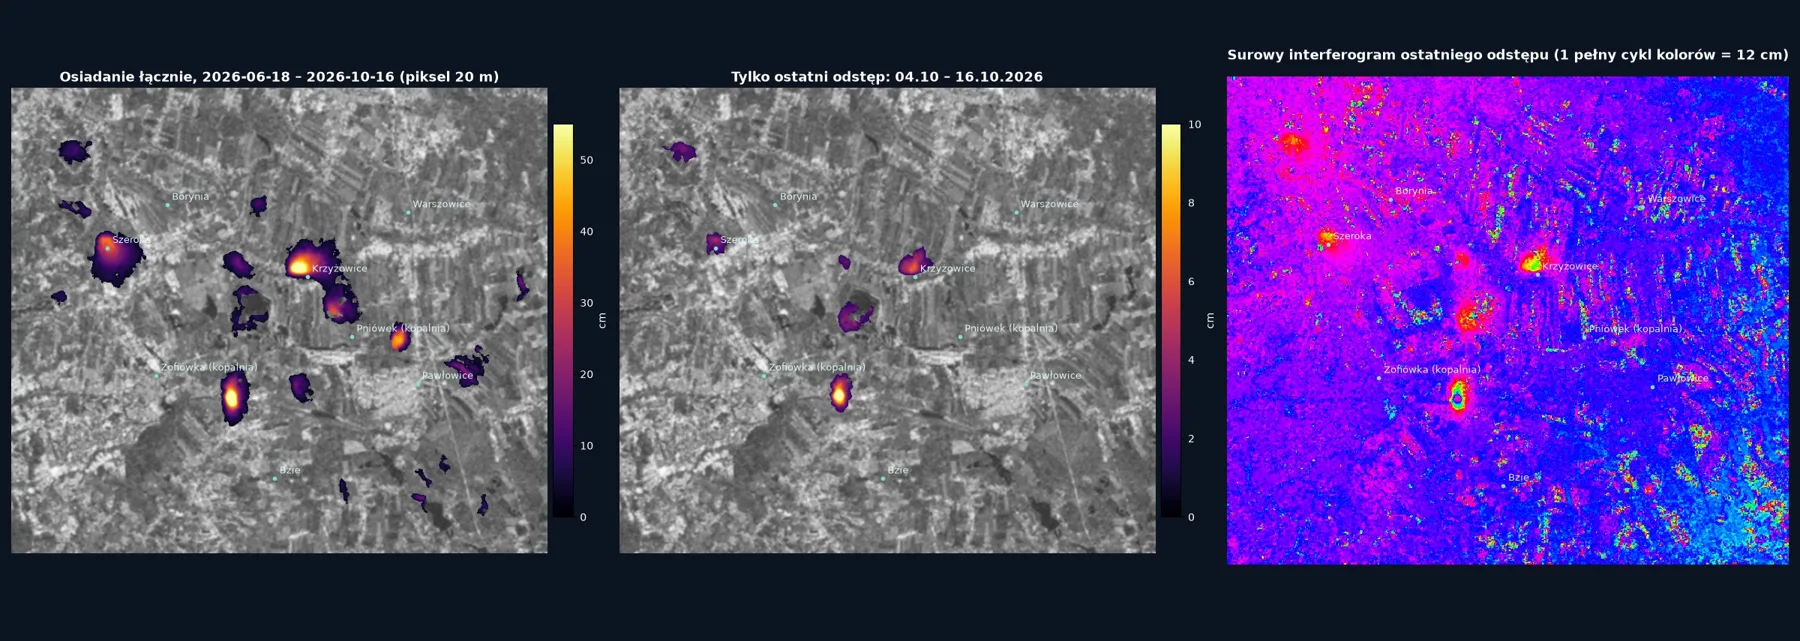 Osiadanie łącznie, 2026-06-18 – 2026-10-16 (piksel 20 m)
Borynia
Warszowice
Szeroka
Krzyżowice
Pniówek (kopalnia)
Zofiówka (kopalnia)
Pawłowice
Bzie
50
40
30
20
10
0
cm
Tylko ostatni odstęp: 04.10 – 16.10.2026
Borynia
Warszowice
Szeroka
Krzyżowice
Pniówek (kopalnia)
Zofiówka (kopalnia)
Pawłowice
Bzie
10
8
6
4
2
0
cm
Surowy interferogram ostatniego odstępu (1 pełny cykl kolorów = 12 cm)
Borynia
Warszowice
Szeroka
Krzyżowice
Pniówek (kopalnia)
Zofiówka (kopalnia)
Pawłowice
Bzie